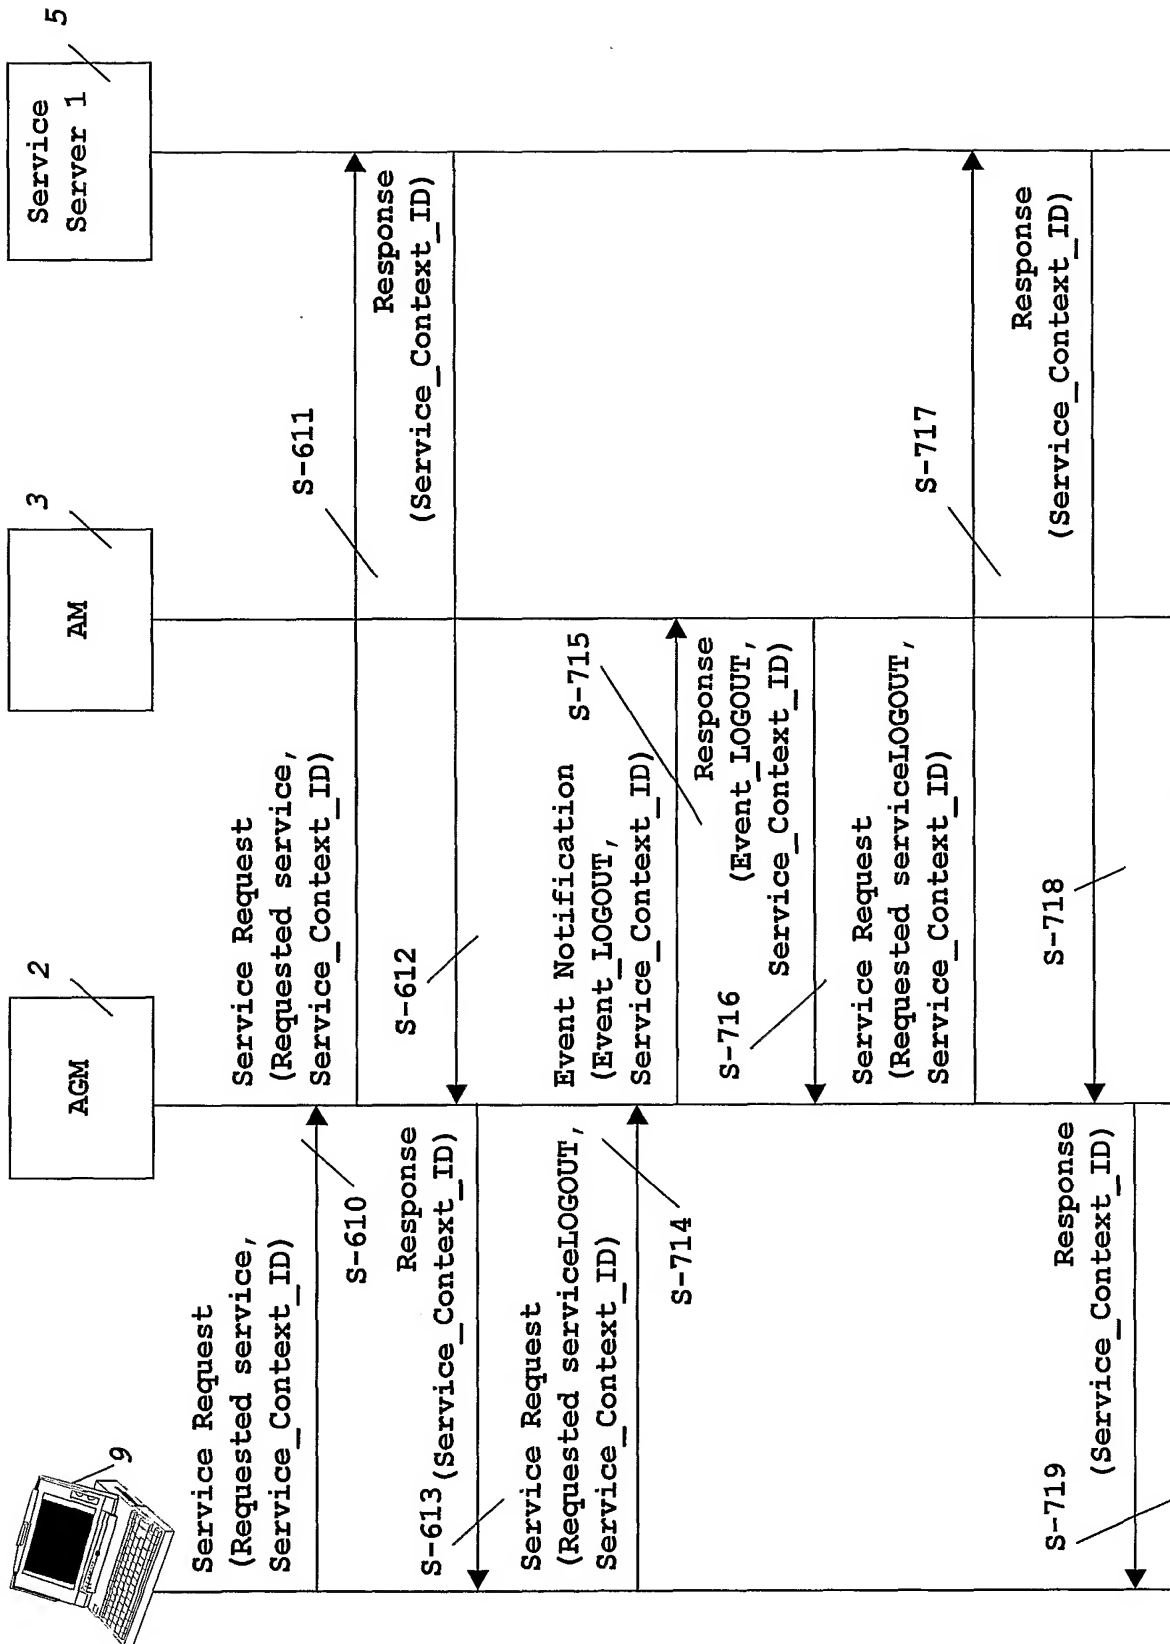 9
AGM
2
AM
3
Service
Server 1
5
Service Request
(Requested service,
Service_Context_ID)
S-610
Service Request
(Requested service,
Service_Context_ID)
S-611
Response
(Service_Context_ID)
S-612
Response
(Service_Context_ID)
S-613
Service Request
(Requested serviceLOGOUT,
Service_Context_ID)
S-714
Event Notification
(Event_LOGOUT,
Service_Context_ID)
S-715
Response
(Event_LOGOUT,
Service_Context_ID)
S-716
Service Request
(Requested serviceLOGOUT,
Service_Context_ID)
S-717
Response
(Service_Context_ID)
S-718
Response
(Service_Context_ID)
S-719